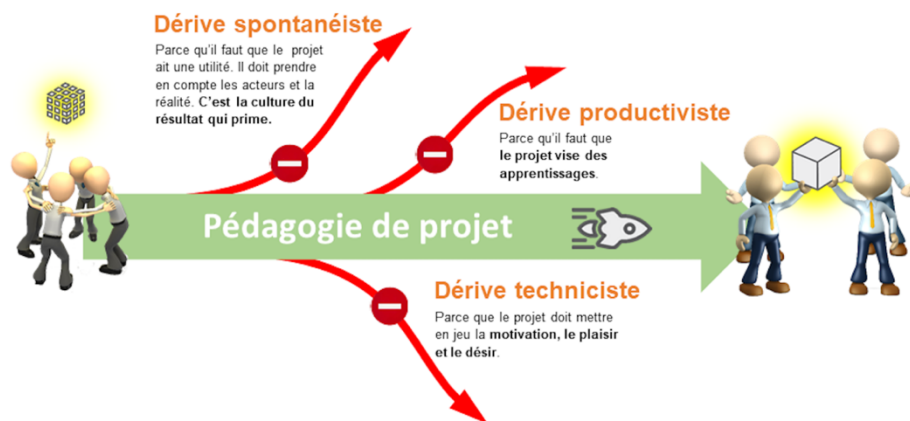 Dérive spontanéiste
Parce qu'il faut que le projet
ait une utilité. Il doit prendre
en compte les acteurs et la
réalité. C'est la culture du
résultat qui prime.
Dérive productiviste
Parce qu'il faut que
le projet vise des
apprentissages.
Pédagogie de projet
Dérive techniciste
Parce que le projet doit mettre
en jeu la motivation, le plaisir
et le désir.